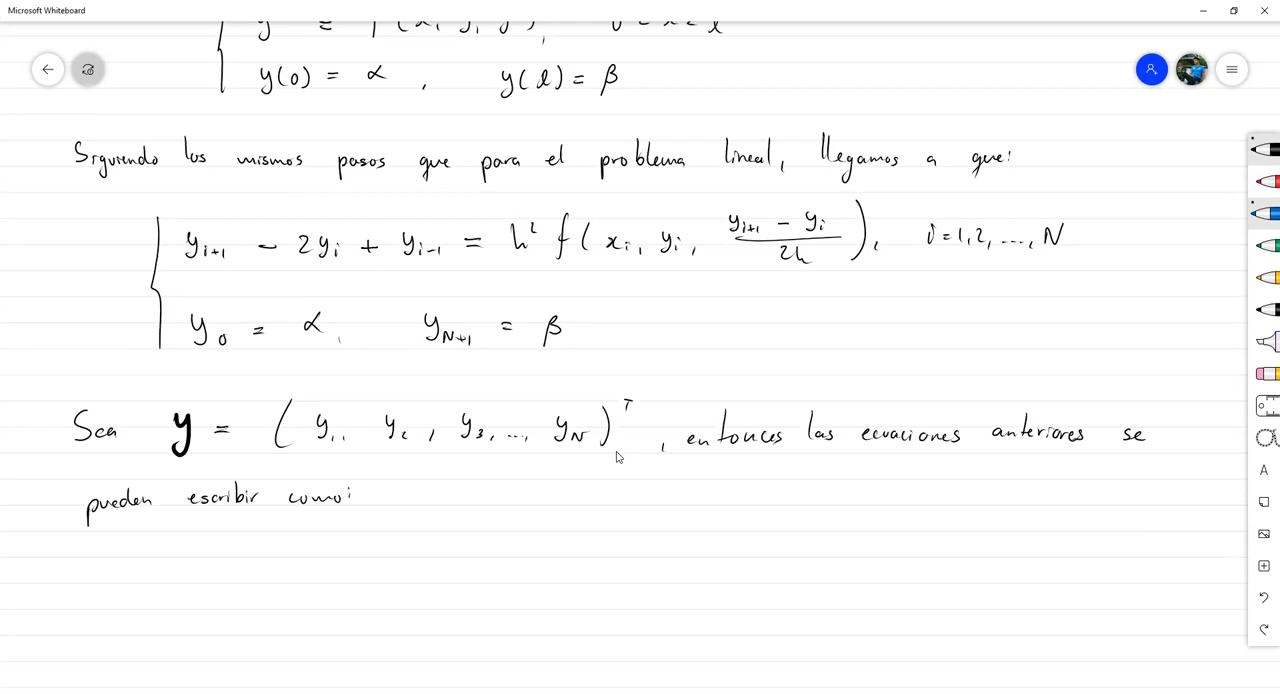 Microsoft Whiteboard
y(0) = α , y(l) = β
Siguiendo los mismos pasos que para el problema lineal, llegamos a que:
y_{i+1} - 2y_i + y_{i-1} = h² f( x_i, y_i, (y_{i+1} - y_i)/2h ), i = 1,2, ..., N
y_0 = α, y_{N+1} = β
Sea y = ( y_1, y_2, y_3, ..., y_N )^T, entonces las ecuaciones anteriores se
pueden escribir como:
A